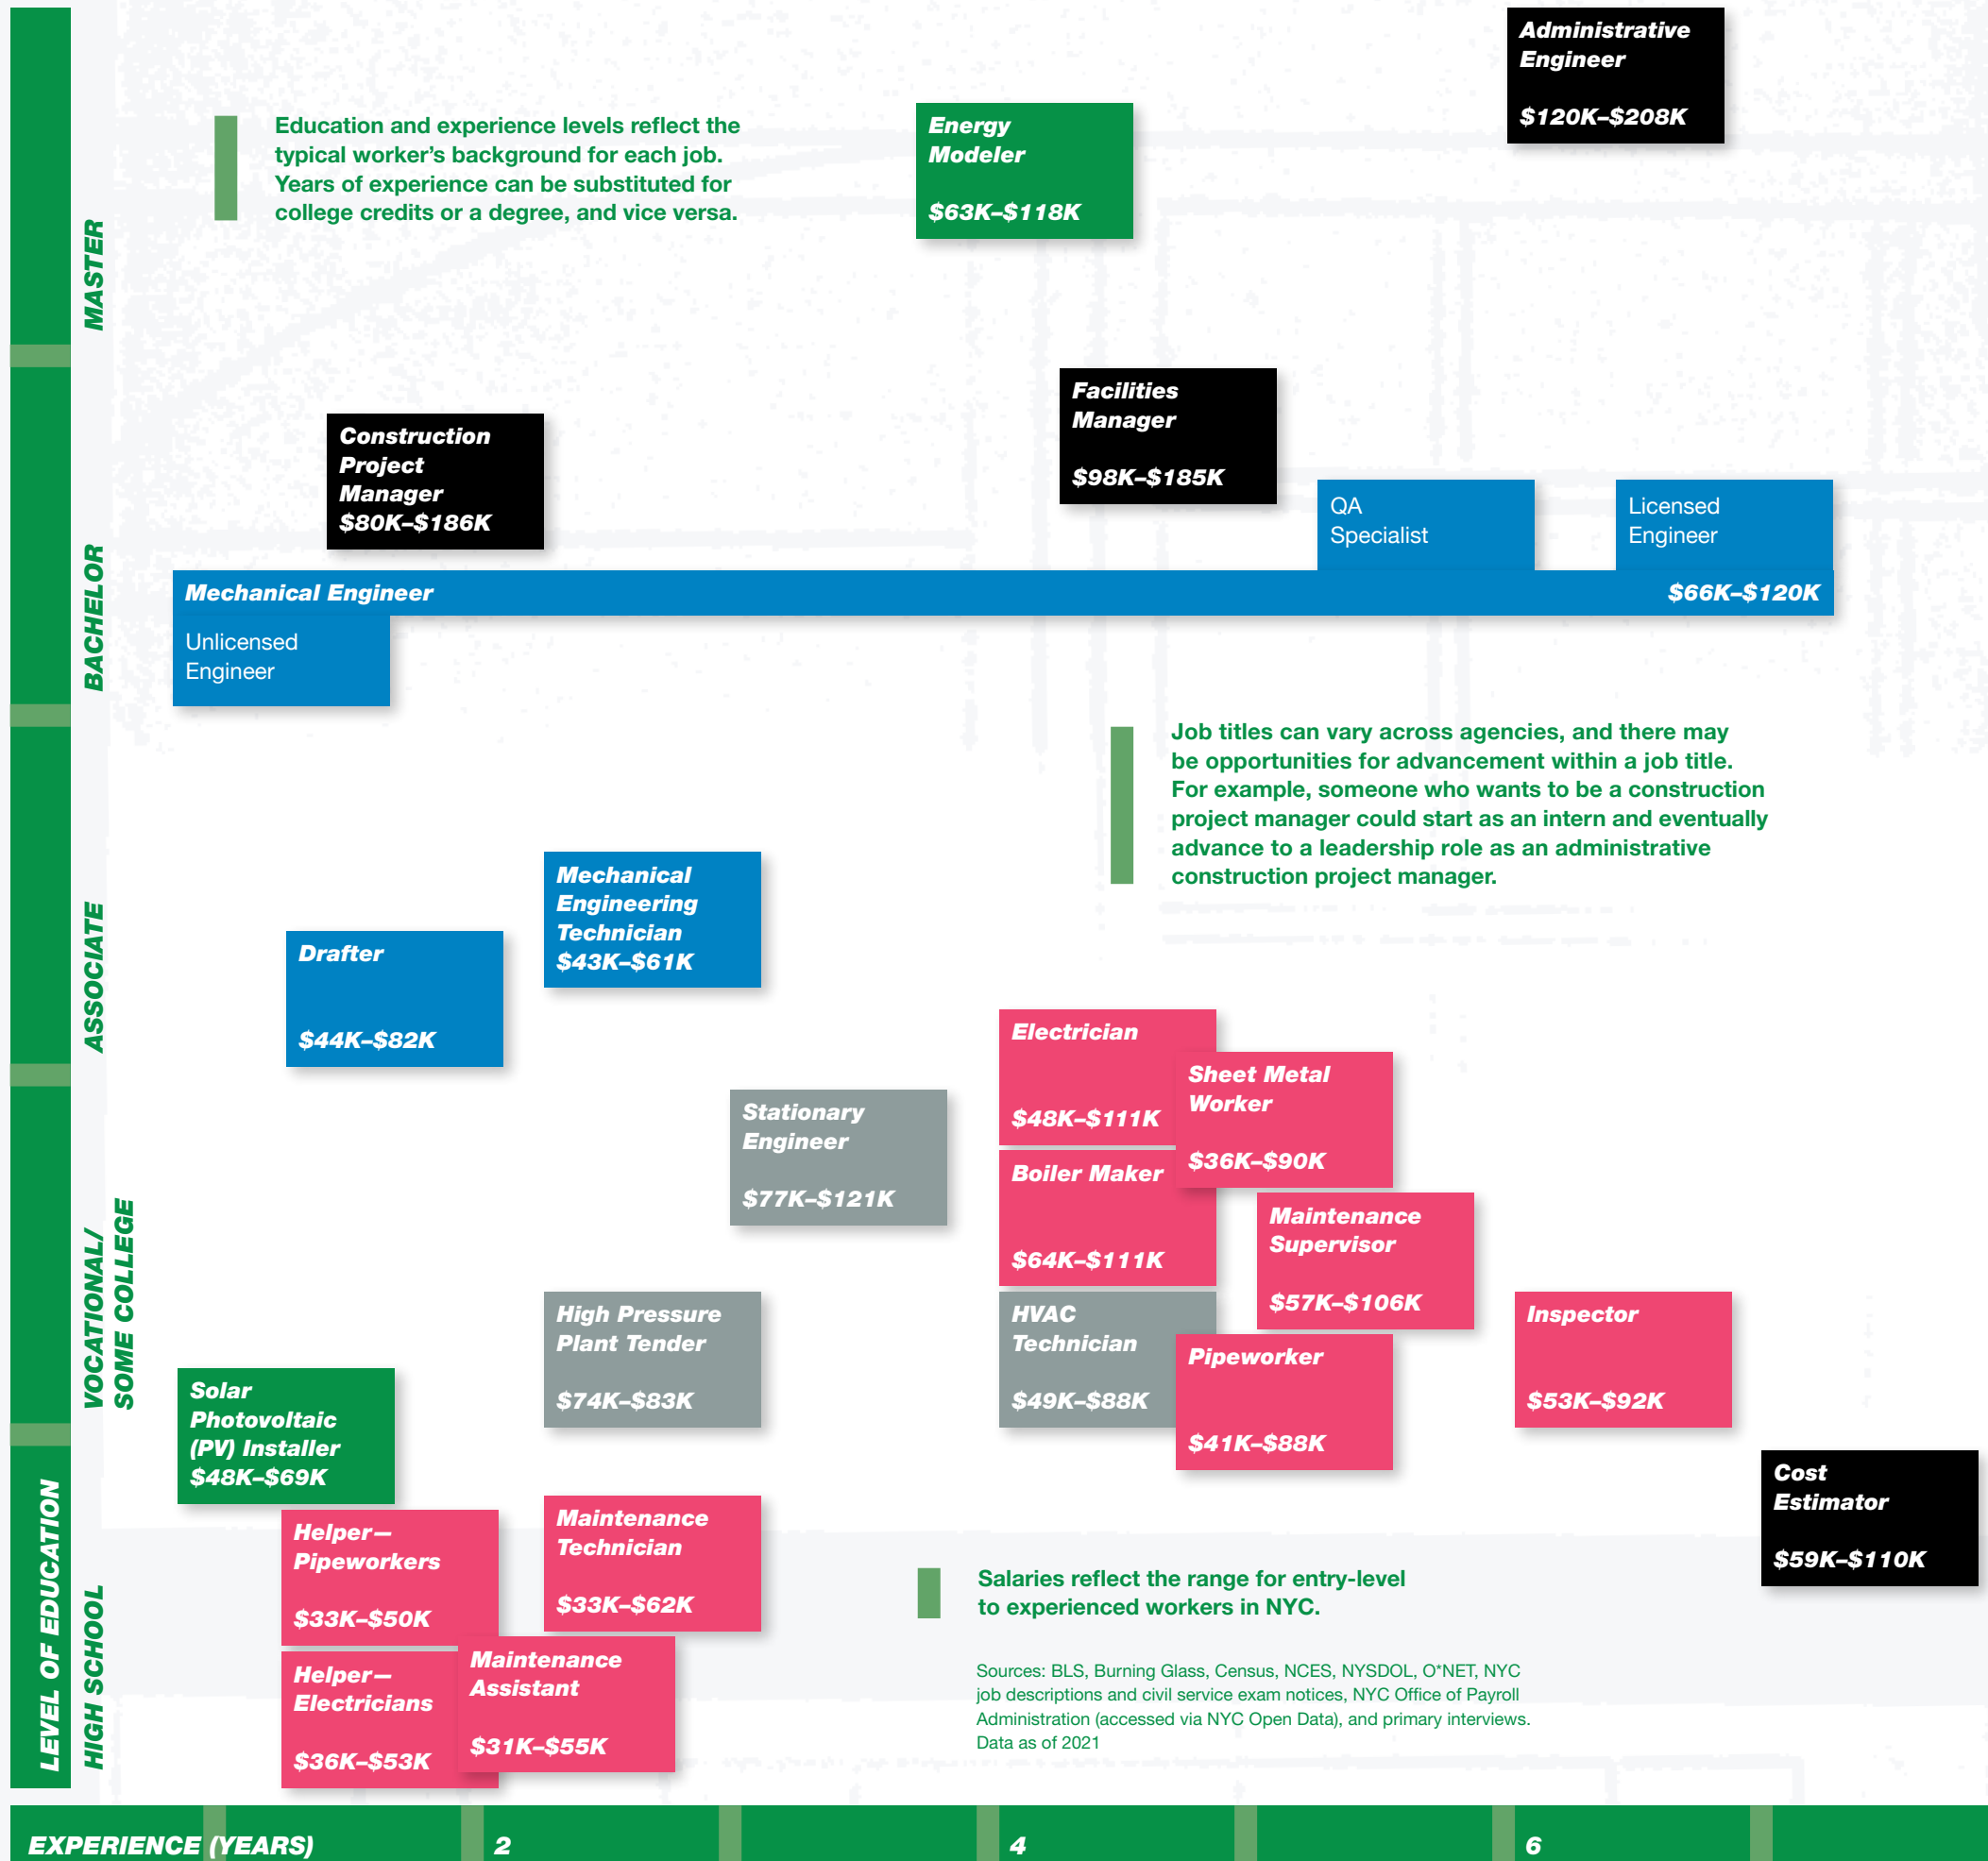 Administrative
Engineer
$120K–$208K
Education and experience levels reflect the
typical worker’s background for each job.
Years of experience can be substituted for
college credits or a degree, and vice versa.
Energy
Modeler
$63K–$118K
MASTER
Facilities
Manager
$98K–$185K
Construction
Project
Manager
$80K–$186K
QA
Specialist
Licensed
Engineer
Mechanical Engineer
$66K–$120K
Unlicensed
Engineer
BACHELOR
Job titles can vary across agencies, and there may
be opportunities for advancement within a job title.
For example, someone who wants to be a construction
project manager could start as an intern and eventually
advance to a leadership role as an administrative
construction project manager.
Mechanical
Engineering
Technician
$43K–$61K
Drafter
$44K–$82K
ASSOCIATE
Electrician
$48K–$111K
Sheet Metal
Worker
$36K–$90K
Stationary
Engineer
$77K–$121K
Boiler Maker
$64K–$111K
Maintenance
Supervisor
$57K–$106K
VOCATIONAL/
SOME COLLEGE
High Pressure
Plant Tender
$74K–$83K
HVAC
Technician
$49K–$88K
Pipeworker
$41K–$88K
Inspector
$53K–$92K
Solar
Photovoltaic
(PV) Installer
$48K–$69K
Cost
Estimator
$59K–$110K
Helper—
Pipeworkers
$33K–$50K
Maintenance
Technician
$33K–$62K
Salaries reflect the range for entry-level
to experienced workers in NYC.
Helper—
Electricians
$36K–$53K
Maintenance
Assistant
$31K–$55K
Sources: BLS, Burning Glass, Census, NCES, NYSDOL, O*NET, NYC
job descriptions and civil service exam notices, NYC Office of Payroll
Administration (accessed via NYC Open Data), and primary interviews.
Data as of 2021
LEVEL OF EDUCATION
HIGH SCHOOL
EXPERIENCE (YEARS)
2
4
6